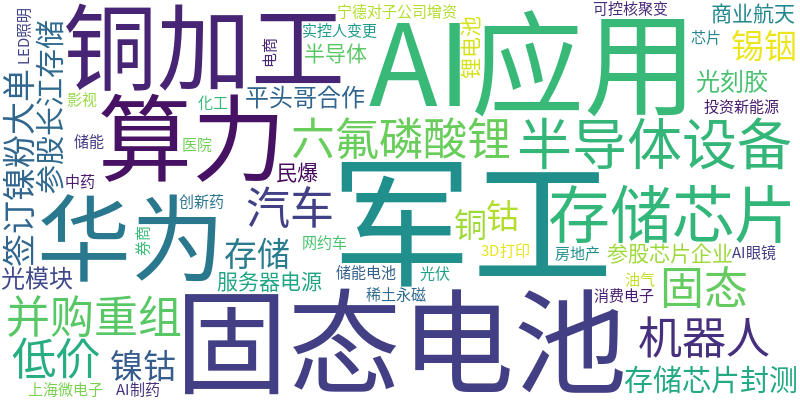 宁德对子公司增资
可控核聚变
商业航天
LED照明
铜加工
AI应用
实控人变更
半导体
电商
锂电池
芯片
锡铟
光刻胶
投资新能源
签订镍粉大单
参股长江存储
影视
算力
化工
平头哥合作
六氟磷酸锂
半导体设备
储能
医院
中药
民爆
军工
华为
创新药
汽车
铜
钴
存储芯片
券商
存储
网约车
3D打印
房地产
参股芯片企业
AI眼镜
光模块
服务器电源
储能电池
光伏
油气
固态
稀土永磁
消费电子
并购重组
固态电池
机器人
低价
镍钴
存储芯片封测
上海微电子
AI制药